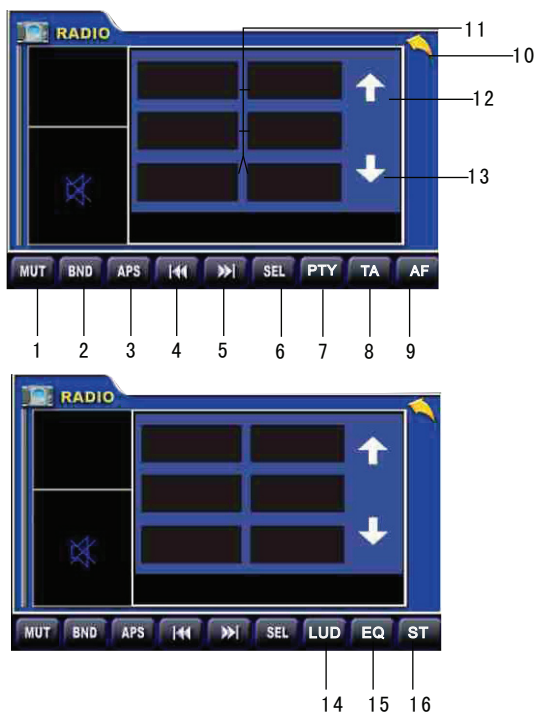 RADIO
11
10
12
13
MUT BND APS SEL PTY TA AF
1 2 3 4 5 6 7 8 9
RADIO
MUT BND APS SEL LUD EQ ST
14 15 16